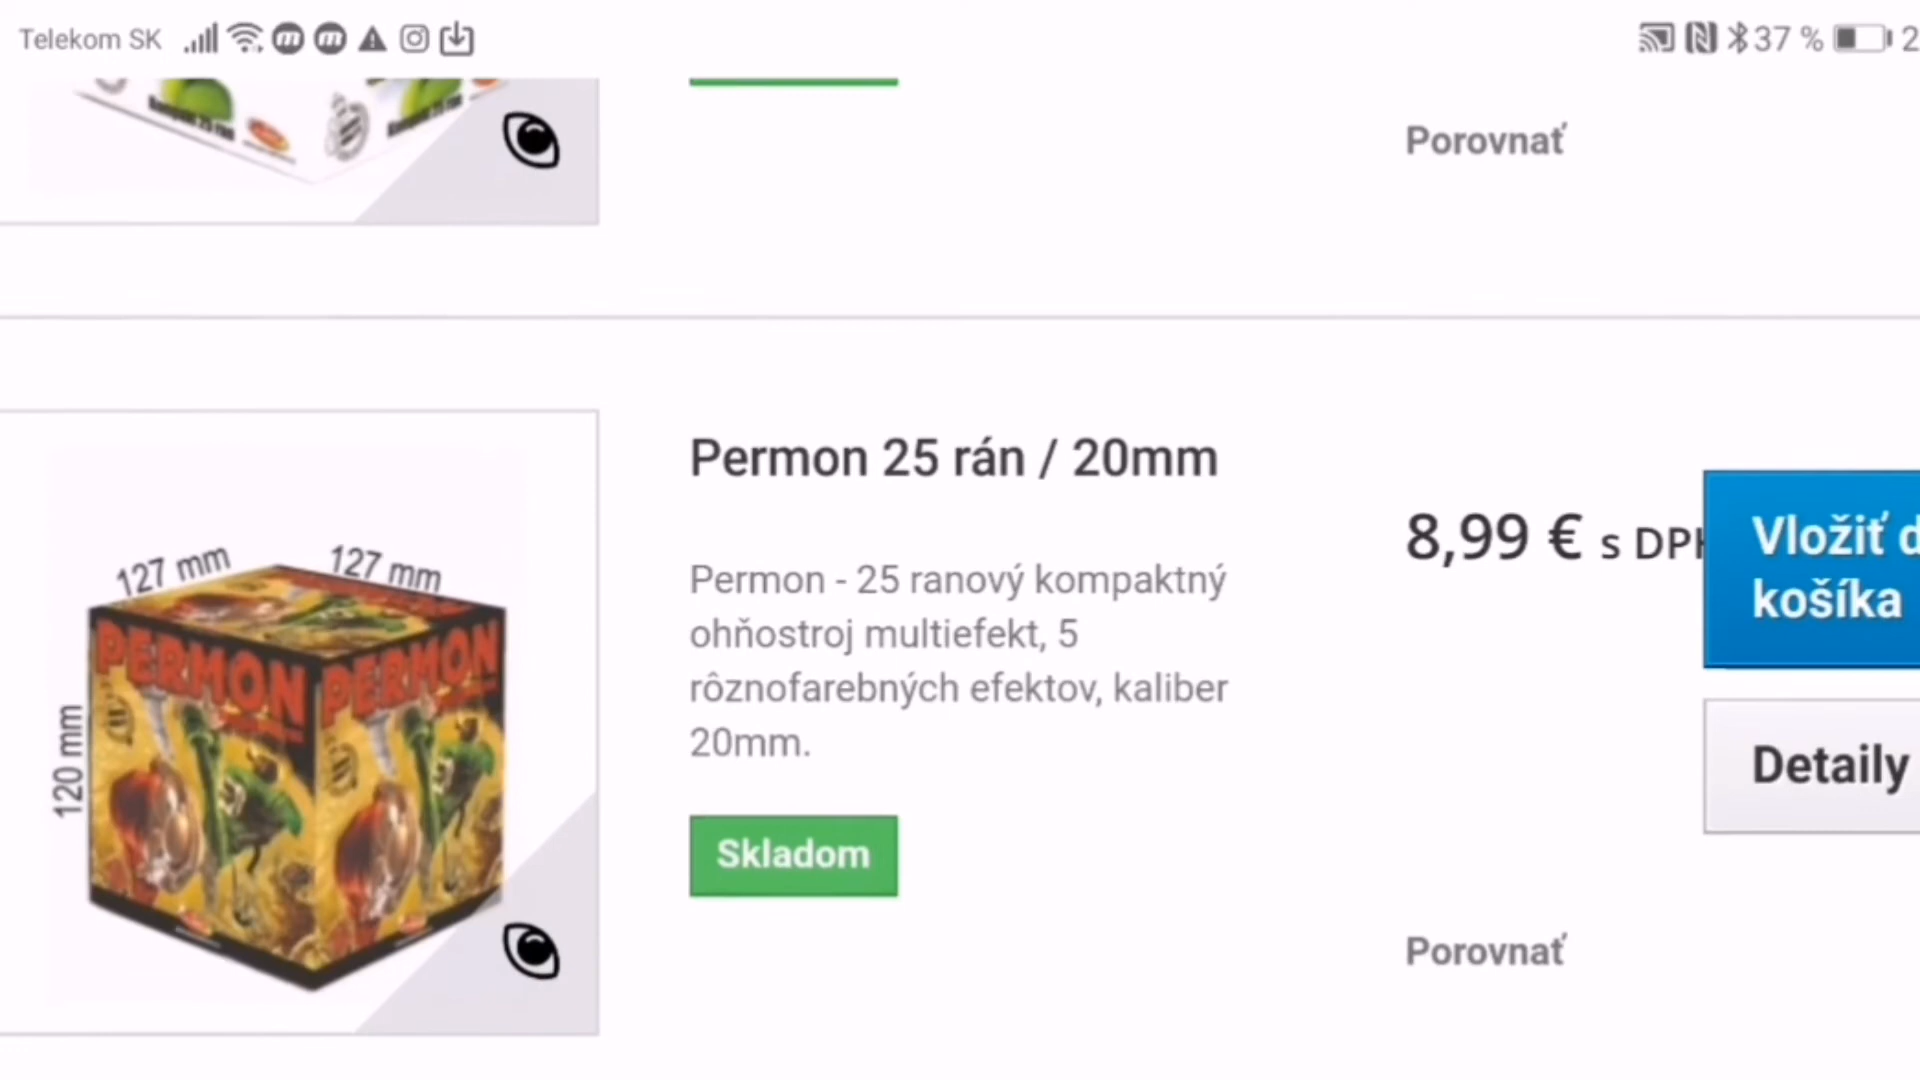 Telekom SK
37 %
2
Porovnať
Permon 25 rán / 20mm
8,99 € s DPH
Vložiť d
košíka
Permon - 25 ranový kompaktný
ohňostroj multiefekt, 5
rôznofarebných efektov, kaliber
20mm.
Detaily
Skladom
Porovnať
127 mm
127 mm
120 mm
PERMON
PERMON